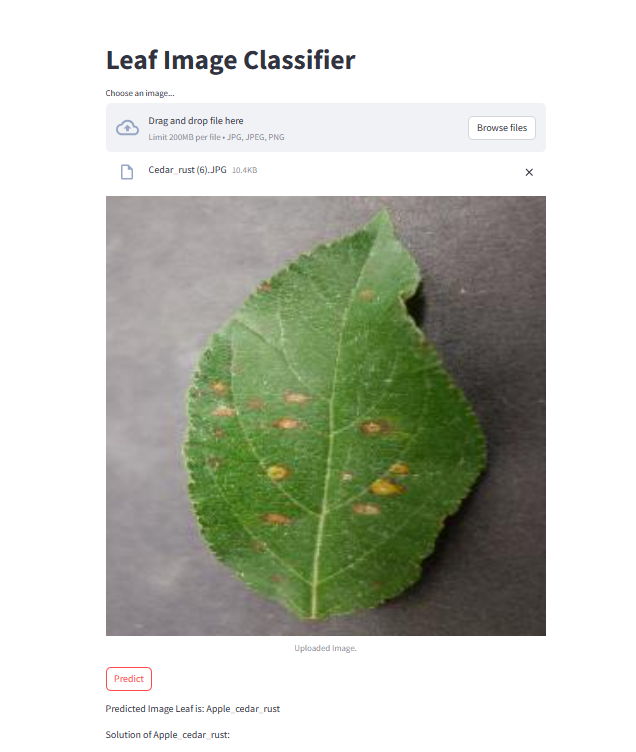 Leaf Image Classifier
Choose an image...
Drag and drop file here
Limit 200MB per file • JPG, JPEG, PNG
Browse files
Cedar_rust (6).JPG 10.4KB
Uploaded Image.
Predict
Predicted Image Leaf is: Apple_cedar_rust
Solution of Apple_cedar_rust: